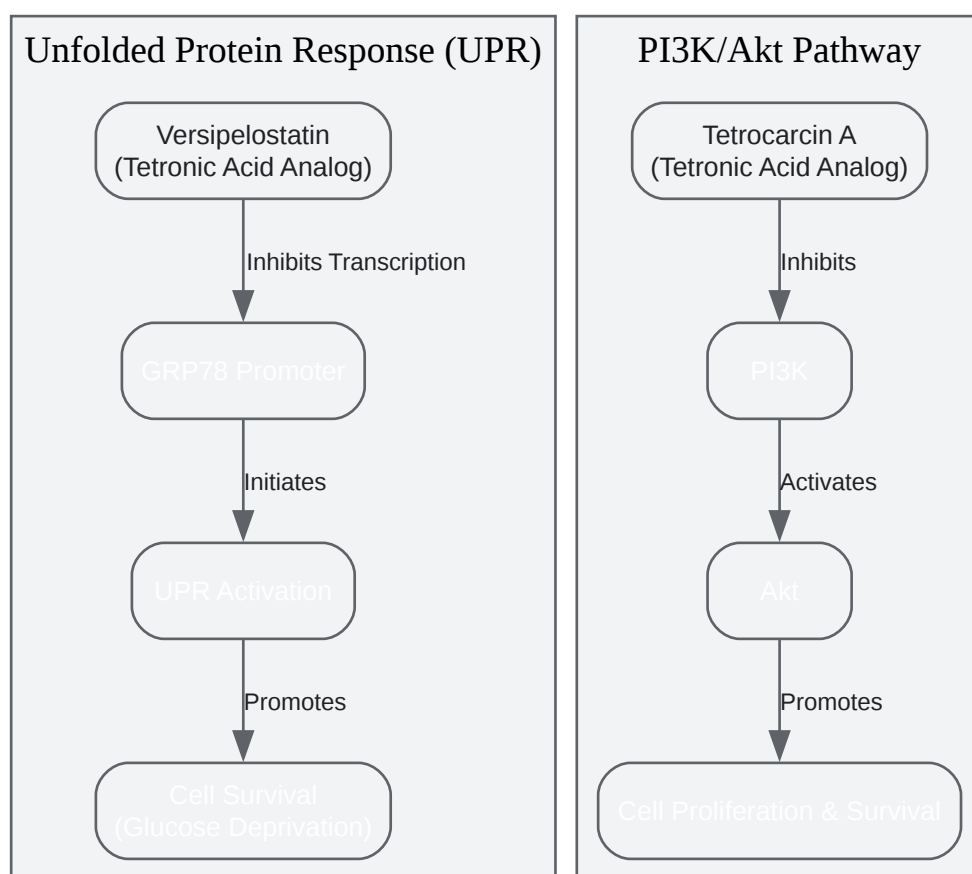 Unfolded Protein Response (UPR)
Versipelostatin
(Tetronic Acid Analog)
Inhibits Transcription
GRP78 Promoter
Initiates
UPR Activation
Promotes
Cell Survival
(Glucose Deprivation)
PI3K/Akt Pathway
Tetrocarcin A
(Tetronic Acid Analog)
Inhibits
PI3K
Activates
Akt
Promotes
Cell Proliferation & Survival